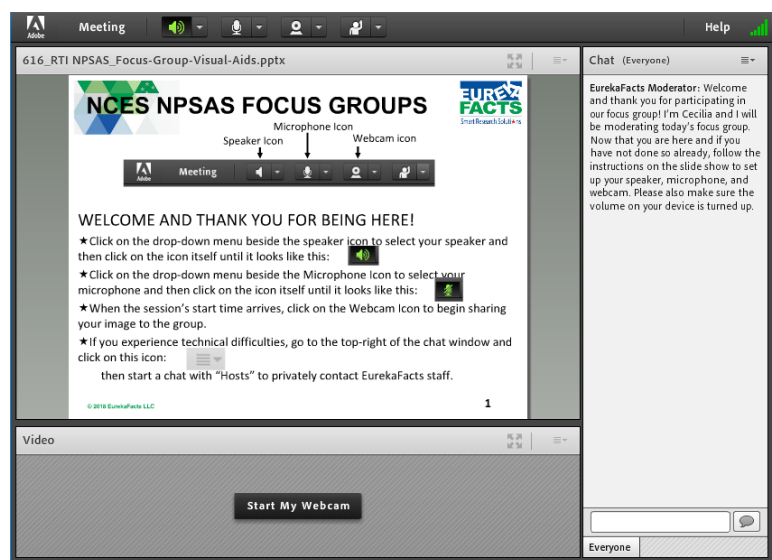 Adobe
Meeting
Help
616_RTI NPSAS_Focus-Group-Visual-Aids.pptx
NCES NPSAS FOCUS GROUPS
EUREKA
FACTS
Smart Research Solutions
Microphone Icon
Speaker Icon
Webcam icon
Adobe
Meeting
WELCOME AND THANK YOU FOR BEING HERE!
★Click on the drop-down menu beside the speaker icon to select your speaker and
then click on the icon itself until it looks like this:
★Click on the drop-down menu beside the Microphone Icon to select your
microphone and then click on the icon itself until it looks like this:
★When the session's start time arrives, click on the Webcam Icon to begin sharing
your image to the group.
★If you experience technical difficulties, go to the top-right of the chat window and
click on this icon:
then start a chat with "Hosts" to privately contact EurekaFacts staff.
© 2018 EurekaFacts LLC
1
Video
Start My Webcam
Chat (Everyone)
EurekaFacts Moderator: Welcome
and thank you for participating in
our focus group! I'm Cecilia and I will
be moderating today's focus group.
Now that you are here and if you
have not done so already, follow the
instructions on the slide show to set
up your speaker, microphone, and
webcam. Please also make sure the
volume on your device is turned up.
Everyone